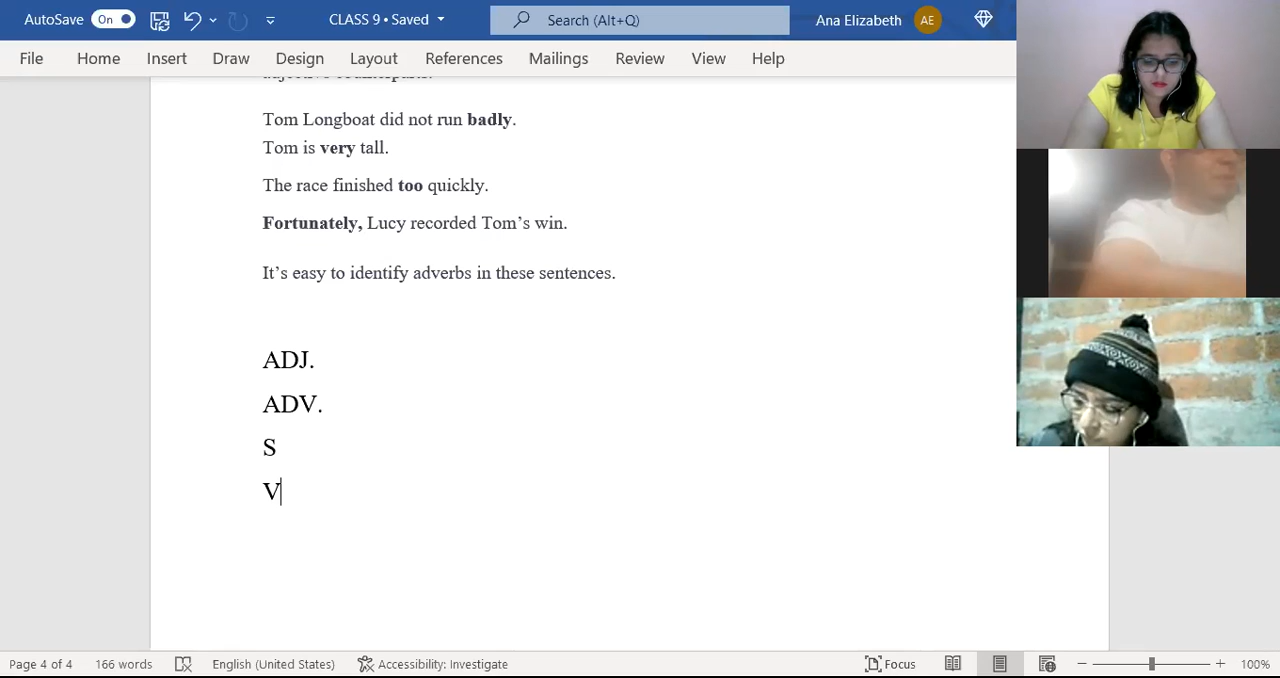 AutoSave On CLASS 9 • Saved Search (Alt+Q) Ana Elizabeth AE
File Home Insert Draw Design Layout References Mailings Review View Help
Tom Longboat did not run badly.
Tom is very tall.
The race finished too quickly.
Fortunately, Lucy recorded Tom's win.
It's easy to identify adverbs in these sentences.
ADJ.
ADV.
S
V
Page 4 of 4 166 words English (United States) Accessibility: Investigate Focus 100%